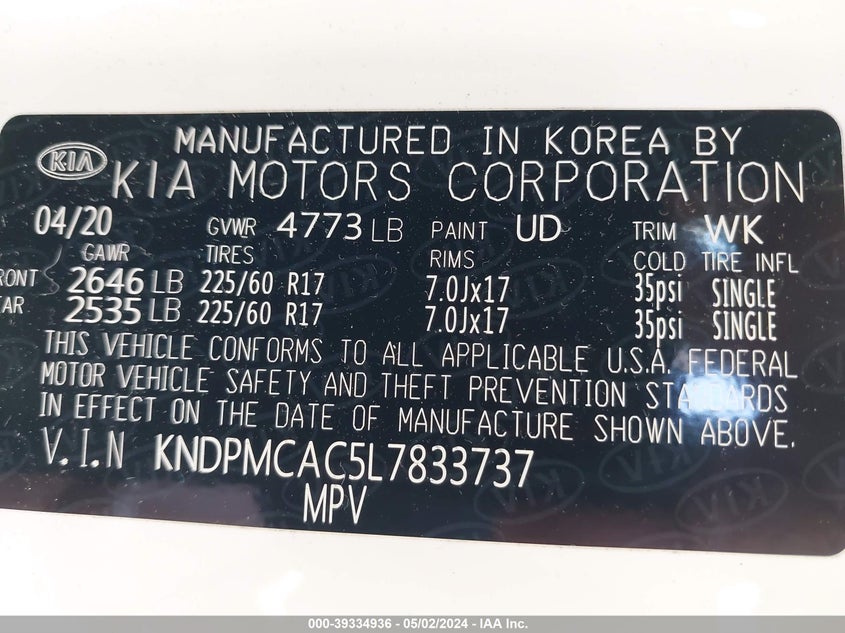 KIA
MANUFACTURED IN KOREA BY
KIA MOTORS CORPORATION
04/20 GVWR 4773 LB PAINT UD TRIM WK
GAWR TIRES RIMS COLD TIRE INFL
RONT 2646 LB 225/60 R17 7.0Jx17 35psi SINGLE
EAR 2535 LB 225/60 R17 7.0Jx17 35psi SINGLE
THIS VEHICLE CONFORMS TO ALL APPLICABLE U.S.A. FEDERAL
MOTOR VEHICLE SAFETY AND THEFT PREVENTION STANDARDS
IN EFFECT ON THE DATE OF MANUFACTURE SHOWN ABOVE.
V.I.N KNDPMCAC5L7833737
MPV
000-39334936 - 05/02/2024 - IAA Inc.